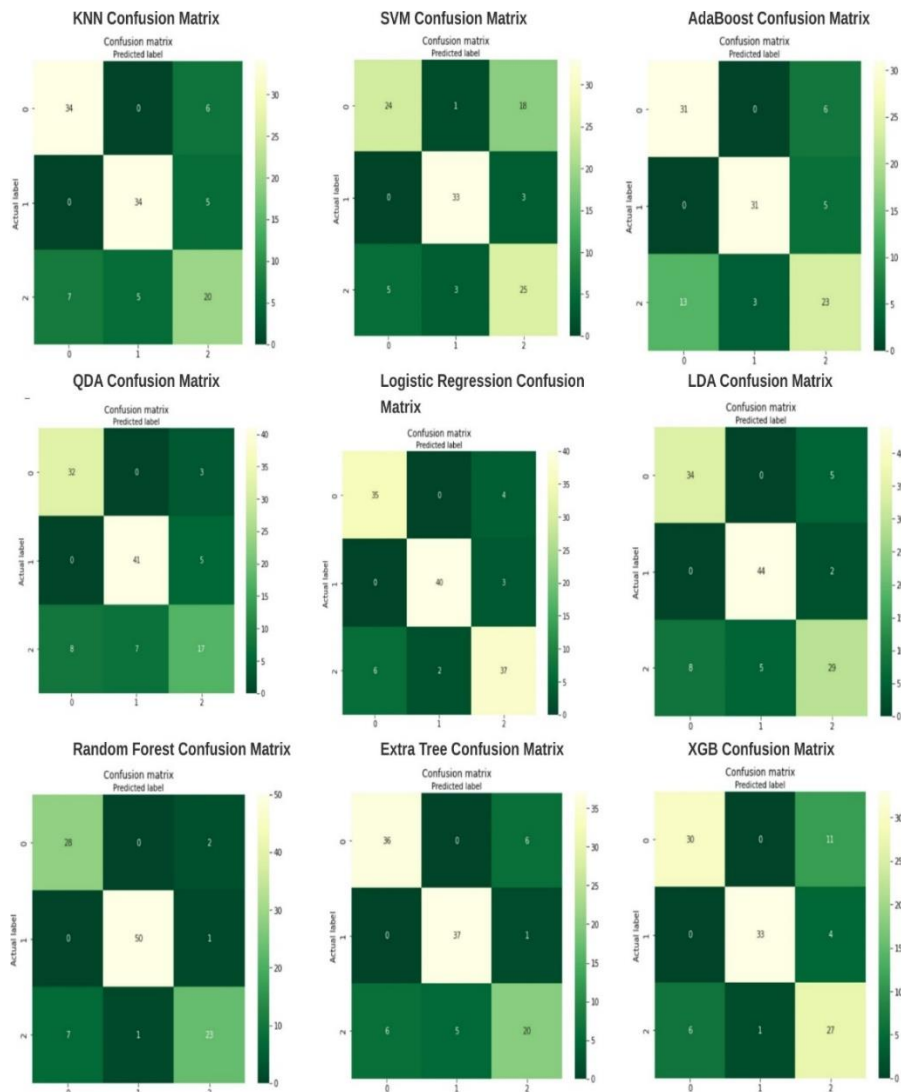 KNN Confusion Matrix
Confusion matrix
Predicted label
Actual label
0
1
2
34 0 6
0 34 5
7 5 20
0 1 2
30
25
20
15
10
5
0
SVM Confusion Matrix
Confusion matrix
Predicted label
Actual label
0
1
2
24 1 18
0 33 3
5 3 25
0 1 2
30
25
20
15
10
5
0
AdaBoost Confusion Matrix
Confusion matrix
Predicted label
Actual label
0
1
2
31 0 6
0 31 5
13 3 23
0 1 2
30
25
20
15
10
5
0
QDA Confusion Matrix
Confusion matrix
Predicted label
Actual label
0
1
2
32 0 3
0 41 5
8 7 17
0 1 2
40
35
30
25
20
15
10
5
0
Logistic Regression Confusion
Matrix
Confusion matrix
Predicted label
Actual label
0
1
2
35 0 4
0 40 3
6 2 37
0 1 2
40
35
30
25
20
15
10
5
0
LDA Confusion Matrix
Confusion matrix
Predicted label
Actual label
0
1
2
34 0 5
0 44 2
8 5 29
0 1 2
40
35
30
25
20
15
10
5
0
Random Forest Confusion Matrix
Confusion matrix
Predicted label
Actual label
0
1
2
28 0 2
0 50 1
7 1 23
0 1 2
50
40
30
20
10
0
Extra Tree Confusion Matrix
Confusion matrix
Predicted label
Actual label
0
1
2
36 0 6
0 37 1
6 5 20
0 1 2
35
30
25
20
15
10
5
0
XGB Confusion Matrix
Confusion matrix
Predicted label
Actual label
0
1
2
30 0 11
0 33 4
6 1 27
0 1 2
30
25
20
15
10
5
0